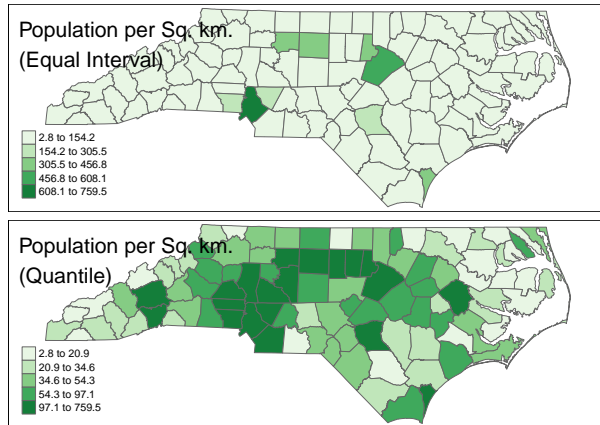 Population per Sq. km.
(Equal Interval)
2.8 to 154.2
154.2 to 305.5
305.5 to 456.8
456.8 to 608.1
608.1 to 759.5
Population per Sq. km.
(Quantile)
2.8 to 20.9
20.9 to 34.6
34.6 to 54.3
54.3 to 97.1
97.1 to 759.5